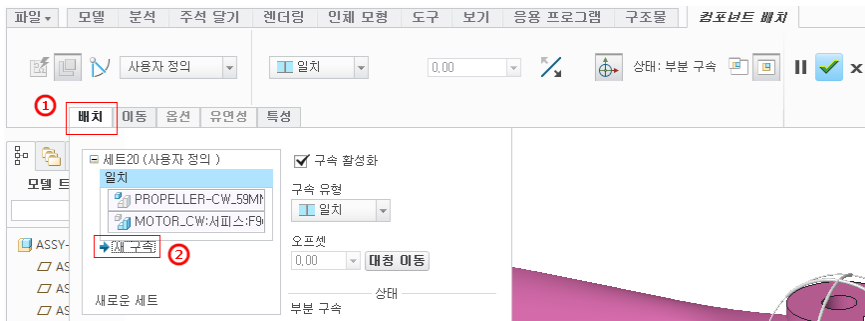 파일 모델 분석 주석 달기 렌더링 인체 모형 도구 보기 응용 프로그램 구조물 컴포넌트 배치
사용자 정의 일치 0,00 상태: 부분 구속
1
배치 이동 옵션 유연성 특성
세트20 (사용자 정의 )
일치
PROPELLER-CW_59MM
MOTOR_CW:서피스:F9(
새 구속
2
새로운 세트
구속 활성화
구속 유형
일치
오프셋
0,00 대칭 이동
상태
부분 구속
모델 트
ASSY-
AS
AS
AS